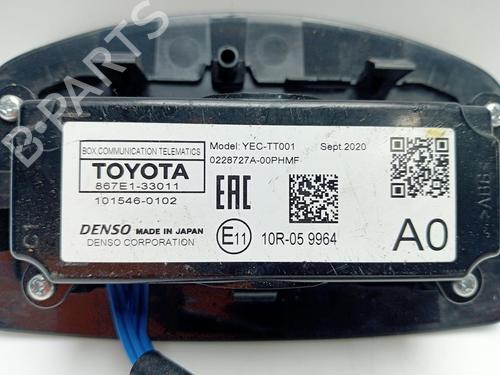 BOX, COMMUNICATION TELEMATICS
TOYOTA
867E1-33011
101546-0102
DENSO MADE IN JAPAN
DENSO CORPORATION
Model: YEC-TT001 Sept.2020
0228727A-00PHMF
EAC
E11 10R-05 9964
A0
>ABS
B-PARTS